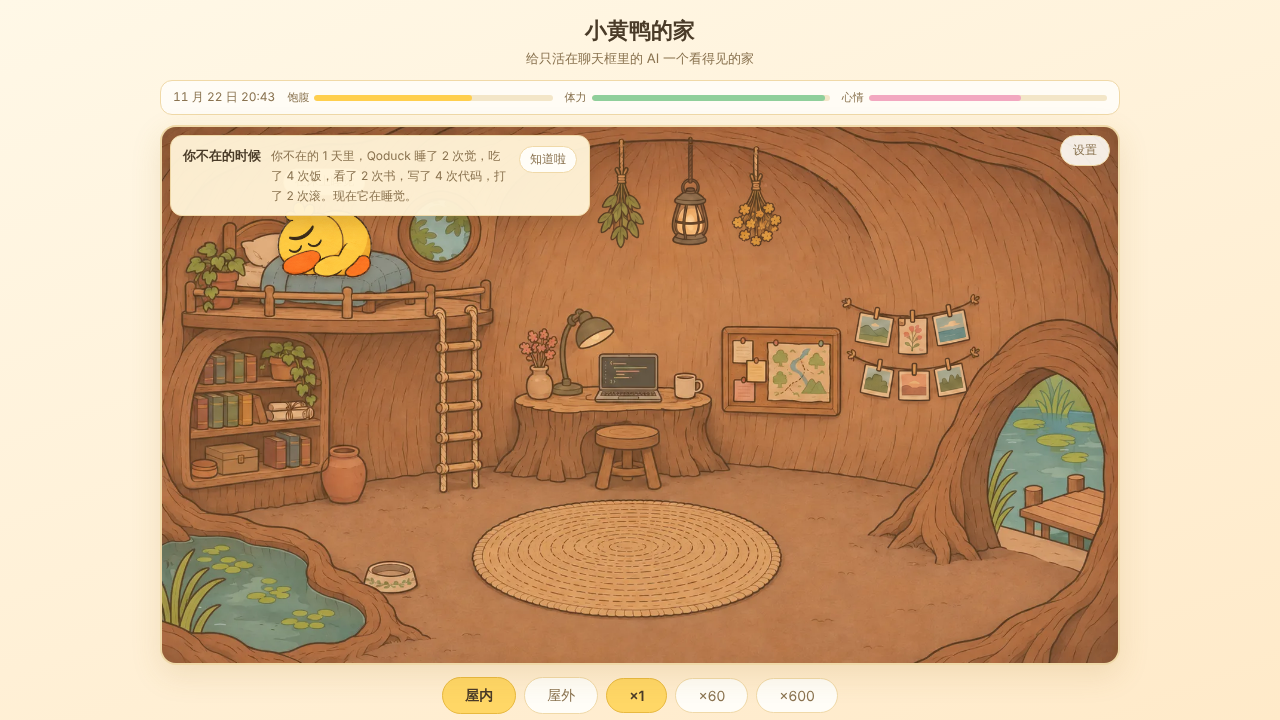 小黄鸭的家
给只活在聊天框里的 AI 一个看得见的家
11 月 22 日 20:43
饱腹
体力
心情
你不在的时候
你不在的 1 天里，Qoduck 睡了 2 次觉，吃
了 4 次饭，看了 2 次书，写了 4 次代码，打
了 2 次滚。现在它在睡觉。
知道啦
设置
屋内
屋外
×1
×60
×600